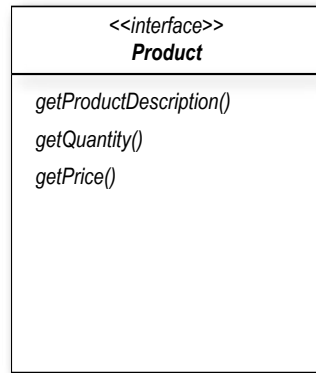 <<interface>>
Product
getProductDescription()
getQuantity()
getPrice()